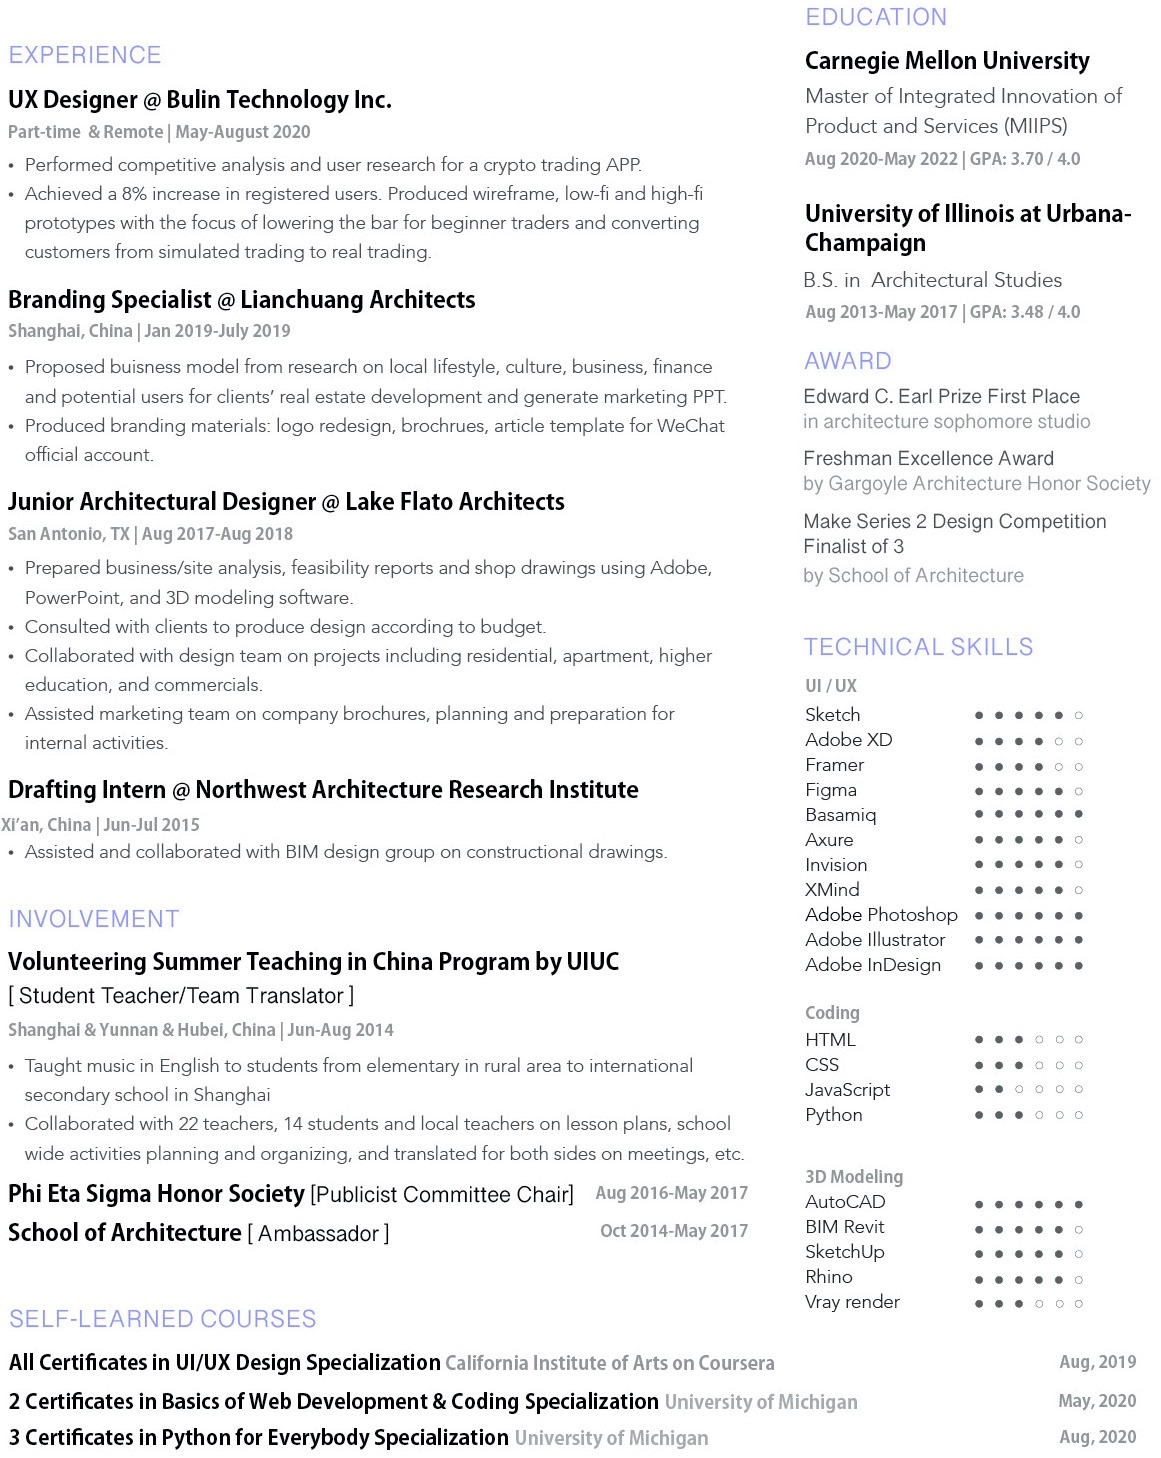 EXPERIENCE
UX Designer @ Bulin Technology Inc.
Part-time & Remote | May-August 2020
• Performed competitive analysis and user research for a crypto trading APP.
• Achieved a 8% increase in registered users. Produced wireframe, low-fi and high-fi
prototypes with the focus of lowering the bar for beginner traders and converting
customers from simulated trading to real trading.
Branding Specialist @ Lianchuang Architects
Shanghai, China | Jan 2019-July 2019
• Proposed buisness model from research on local lifestyle, culture, business, finance
and potential users for clients' real estate development and generate marketing PPT.
• Produced branding materials: logo redesign, brochrues, article template for WeChat
official account.
Junior Architectural Designer @ Lake Flato Architects
San Antonio, TX | Aug 2017-Aug 2018
• Prepared business/site analysis, feasibility reports and shop drawings using Adobe,
PowerPoint, and 3D modeling software.
• Consulted with clients to produce design according to budget.
• Collaborated with design team on projects including residential, apartment, higher
education, and commercials.
• Assisted marketing team on company brochures, planning and preparation for
internal activities.
Drafting Intern @ Northwest Architecture Research Institute
Xi'an, China | Jun-Jul 2015
• Assisted and collaborated with BIM design group on constructional drawings.
INVOLVEMENT
Volunteering Summer Teaching in China Program by UIUC
[ Student Teacher/Team Translator ]
Shanghai & Yunnan & Hubei, China | Jun-Aug 2014
• Taught music in English to students from elementary in rural area to international
secondary school in Shanghai
• Collaborated with 22 teachers, 14 students and local teachers on lesson plans, school
wide activities planning and organizing, and translated for both sides on meetings, etc.
Phi Eta Sigma Honor Society [Publicist Committee Chair] Aug 2016-May 2017
School of Architecture [ Ambassador ] Oct 2014-May 2017
EDUCATION
Carnegie Mellon University
Master of Integrated Innovation of
Product and Services (MIIPS)
Aug 2020-May 2022 | GPA: 3.70 / 4.0
University of Illinois at Urbana-
Champaign
B.S. in Architectural Studies
Aug 2013-May 2017 | GPA: 3.48 / 4.0
AWARD
Edward C. Earl Prize First Place
in architecture sophomore studio
Freshman Excellence Award
by Gargoyle Architecture Honor Society
Make Series 2 Design Competition
Finalist of 3
by School of Architecture
TECHNICAL SKILLS
UI / UX
Sketch
Adobe XD
Framer
Figma
Basamiq
Axure
Invision
XMind
Adobe Photoshop
Adobe Illustrator
Adobe InDesign
Coding
HTML
CSS
JavaScript
Python
3D Modeling
AutoCAD
BIM Revit
SketchUp
Rhino
Vray render
SELF-LEARNED COURSES
All Certificates in UI/UX Design Specialization California Institute of Arts on Coursera Aug, 2019
2 Certificates in Basics of Web Development & Coding Specialization University of Michigan May, 2020
3 Certificates in Python for Everybody Specialization University of Michigan Aug, 2020